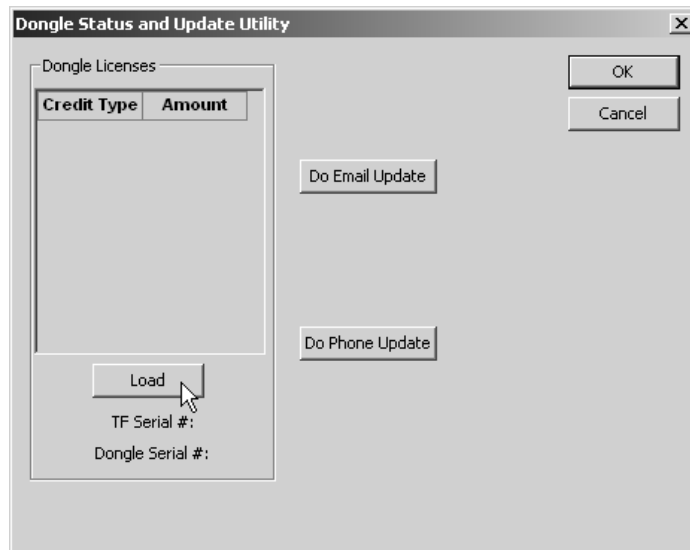 Dongle Status and Update Utility
Dongle Licenses
Credit Type Amount
OK
Cancel
Do Email Update
Do Phone Update
Load
TF Serial #:
Dongle Serial #: